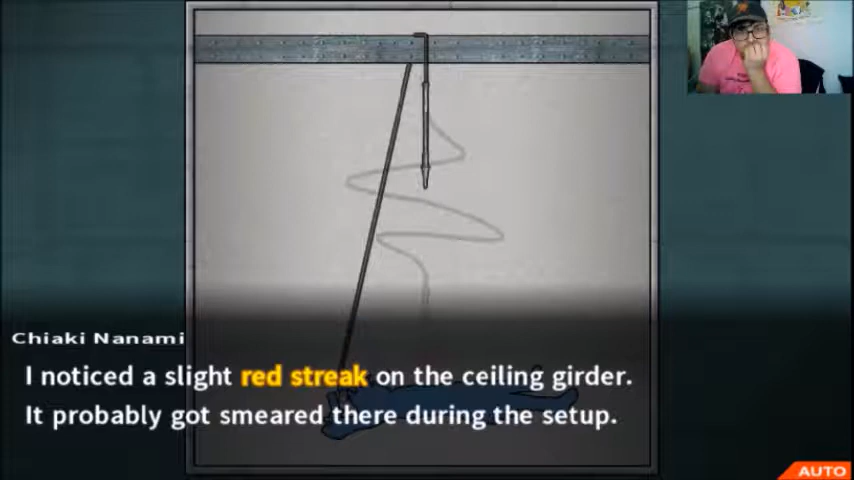 Chiaki Nanami
I noticed a slight red streak on the ceiling girder.
It probably got smeared there during the setup.
AUTO